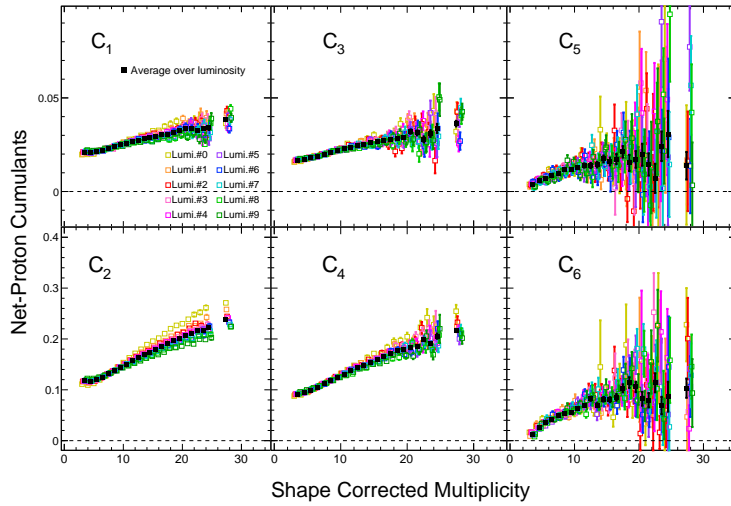 C1 C3 C5
Average over luminosity
0.05
0
Lumi.#0 Lumi.#5
Lumi.#1 Lumi.#6
Lumi.#2 Lumi.#7
Lumi.#3 Lumi.#8
Lumi.#4 Lumi.#9
Net-Proton Cumulants
C2 C4 C6
0.4
0.3
0.2
0.1
0
0 10 20 30 0 10 20 30 0 10 20 30
Shape Corrected Multiplicity